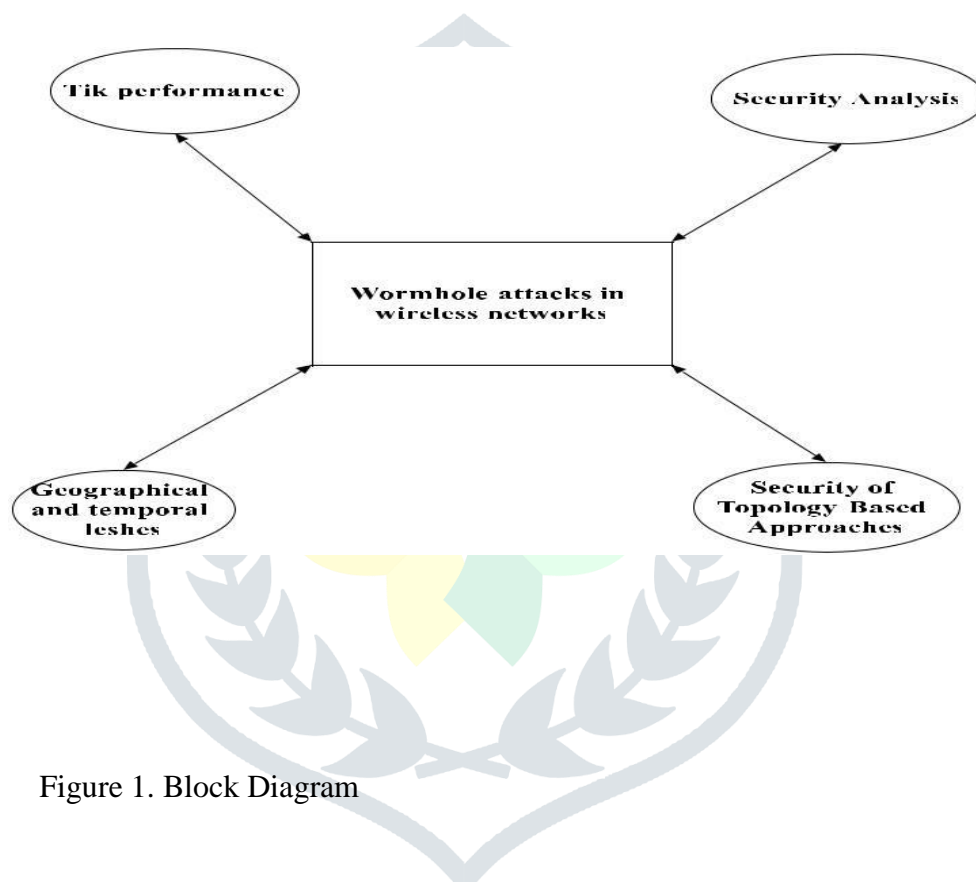 Tik performance
Security Analysis
Wormhole attacks in
wireless networks
Geographical
and temporal
leshes
Security of
Topology Based
Approaches
Figure 1. Block Diagram